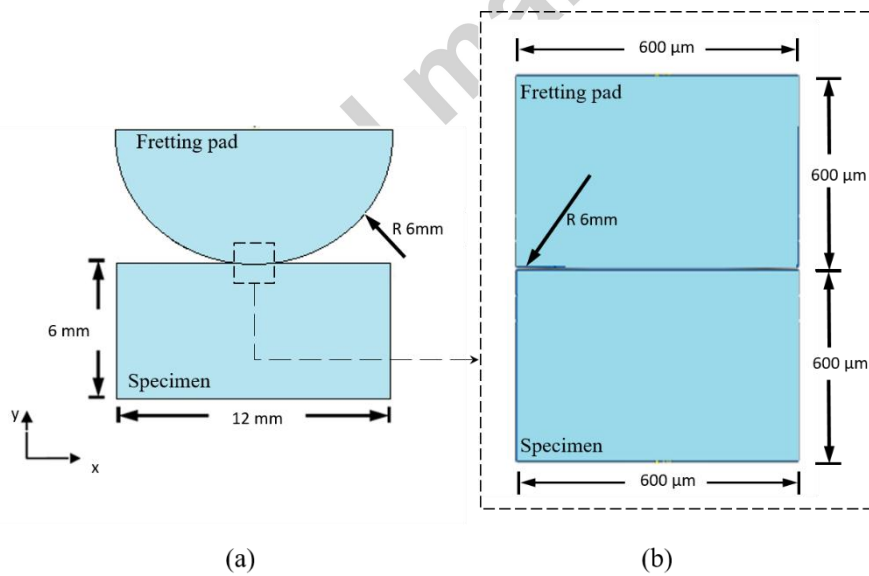 Fretting pad
R 6mm
6 mm
Specimen
12 mm
y
x
(a)
600 µm
Fretting pad
600 µm
R 6mm
600 µm
Specimen
600 µm
(b)